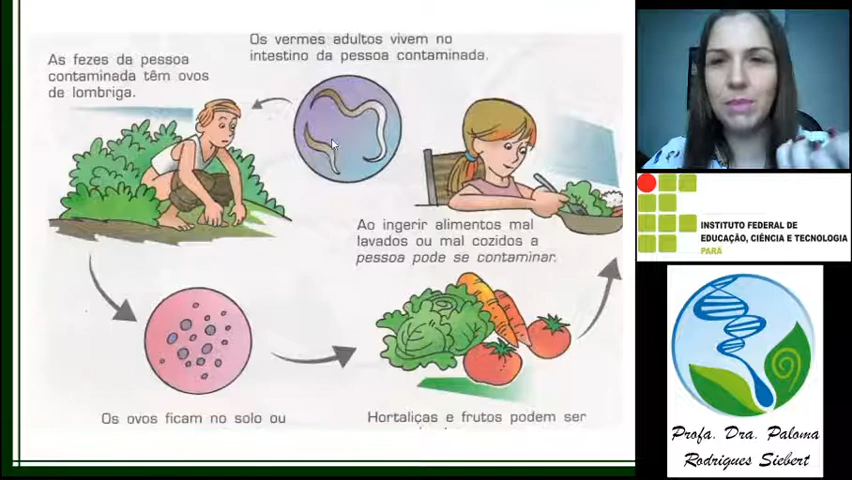 Os vermes adultos vivem no
intestino da pessoa contaminada.
As fezes da pessoa
contaminada têm ovos
de lombriga.
Ao ingerir alimentos mal
lavados ou mal cozidos a
pessoa pode se contaminar.
Os ovos ficam no solo ou
Hortaliças e frutos podem ser
INSTITUTO FEDERAL DE
EDUCAÇÃO, CIÊNCIA E TECNOLOGIA
PARÁ
Profa. Dra. Paloma
Rodrigues Siebert